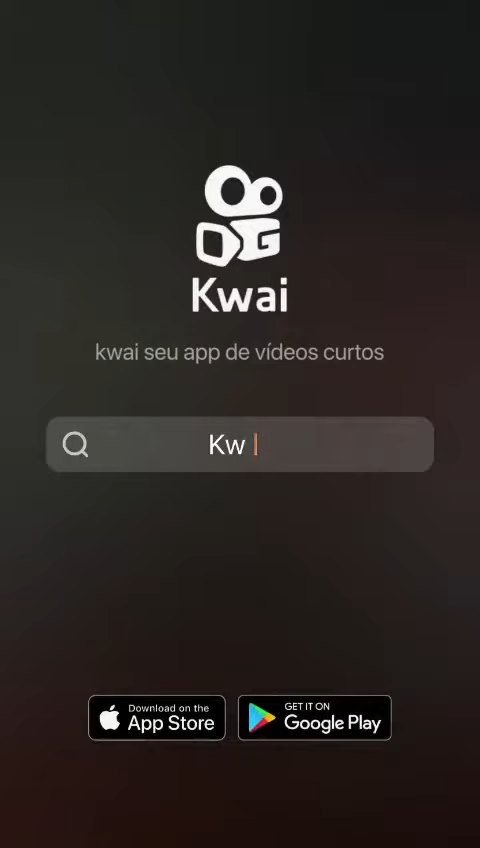 Kwai
kwai seu app de vídeos curtos
Kw
Download on the
App Store
GET IT ON
Google Play